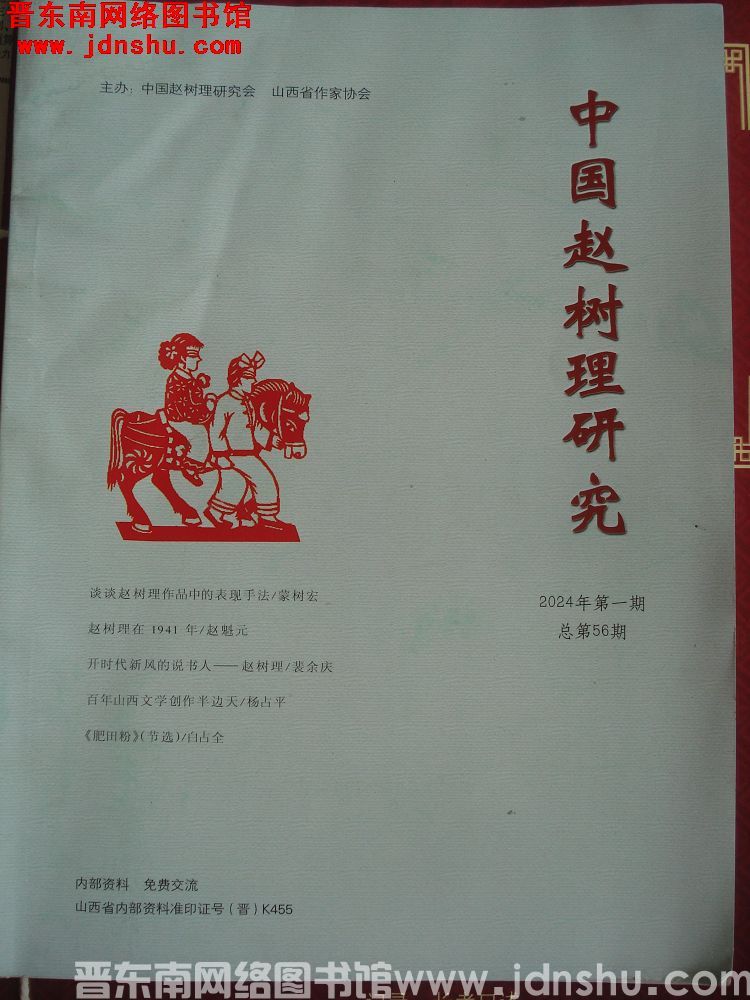 晋东南网络图书馆
www.jdnshu.com
主办：中国赵树理研究会　山西省作家协会
中国赵树理研究
2024年第一期
总第56期
谈谈赵树理作品中的表现手法/蒙树宏
赵树理在 1941 年/赵魁元
开时代新风的说书人——赵树理/裴余庆
百年山西文学创作半边天/杨占平
《肥田粉》(节选)/白占全
内部资料　免费交流
山西省内部资料准印证号（晋）K455
晋东南网络图书馆www.jdnshu.com